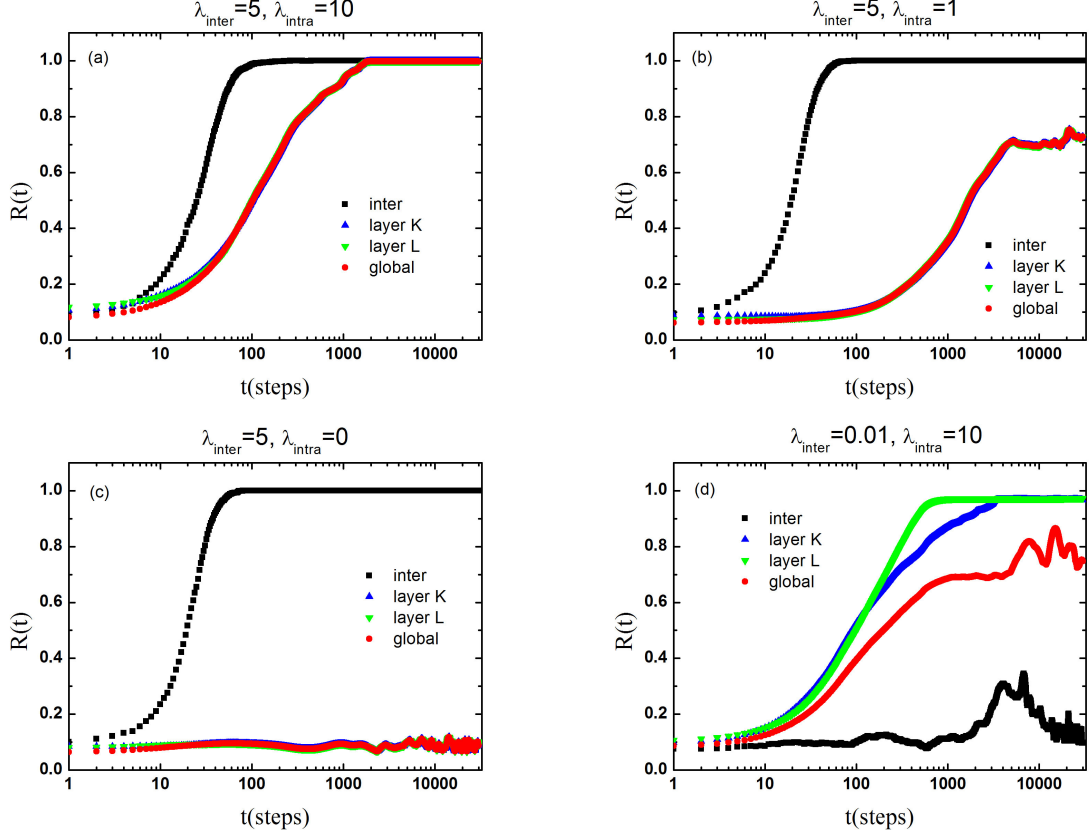 λinter=5, λintra=10
(a)
1.0
0.8
0.6
0.4
0.2
0.0
R(t)
inter
layer K
layer L
global
1 10 100 1000 10000
t(steps)
λinter=5, λintra=1
(b)
1.0
0.8
0.6
0.4
0.2
0.0
R(t)
inter
layer K
layer L
global
1 10 100 1000 10000
t(steps)
λinter=5, λintra=0
(c)
1.0
0.8
0.6
0.4
0.2
0.0
R(t)
inter
layer K
layer L
global
1 10 100 1000 10000
t(steps)
λinter=0.01, λintra=10
(d)
1.0
0.8
0.6
0.4
0.2
0.0
R(t)
inter
layer K
layer L
global
1 10 100 1000 10000
t(steps)